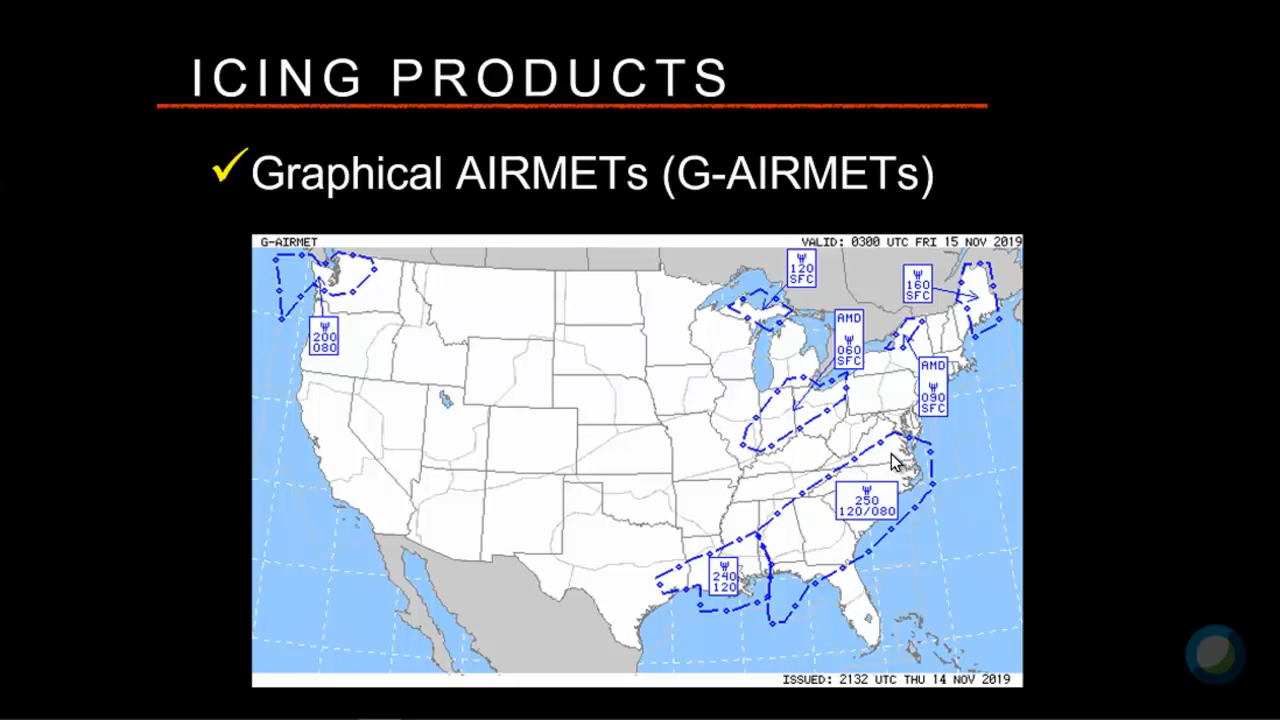 ICING PRODUCTS
✓Graphical AIRMETs (G-AIRMETs)
G-AIRMET
VALID: 0300 UTC FRI 15 NOV 2019
120
SFC
160
SFC
AMD
060
SFC
200
080
AMD
090
SFC
250
120/080
240
120
ISSUED: 2132 UTC THU 14 NOV 2019